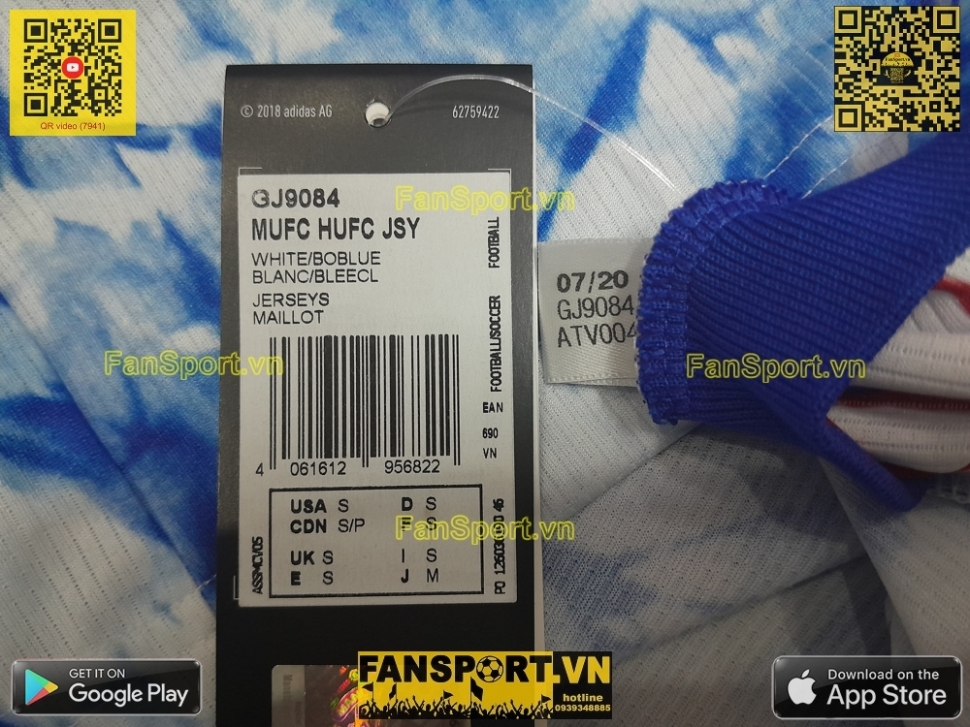 QR video (7941)
© 2018 adidas AG
62759422
GJ9084
MUFC HUFC JSY
WHITE/BOBLUE
BLANC/BLEECL
JERSEYS
MAILLOT
FOOTBALL
FOOTBALL/SOCCER
EAN
690
VN
4 061612 956822
USA S D S
CDN S/P S
UK S I S
E S J M
ASSMCV05
07/20
GJ9084
ATV004
FanSport.vn
FanSport.vn
FanSport.vn
FanSport.vn
GET IT ON
Google Play
FANSPORT.VN
hotline
0939348885
Download on the
App Store